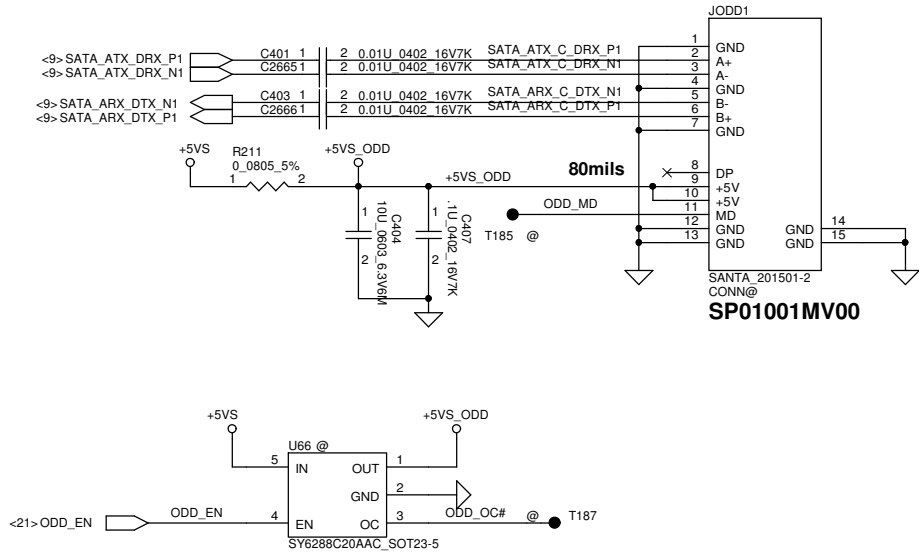 JODD1
<9> SATA_ATX_DRX_P1 C401 1 2 0.01U_0402_16V7K SATA_ATX_C_DRX_P1
<9> SATA_ATX_DRX_N1 C2665 1 2 0.01U_0402_16V7K SATA_ATX_C_DRX_N1
<9> SATA_ARX_DTX_N1 C403 1 2 0.01U_0402_16V7K SATA_ARX_C_DTX_N1
<9> SATA_ARX_DTX_P1 C2666 1 2 0.01U_0402_16V7K SATA_ARX_C_DTX_P1
1 GND
2 A+
3 A-
4 GND
5 B-
6 B+
7 GND
8 DP
9 +5V
10 +5V
11 MD
12 GND
13 GND
GND 14
GND 15
SANTA_201501-2
CONN@
SP01001MV00
+5VS
R211
0_0805_5%
1 2
+5VS_ODD
+5VS_ODD
80mils
ODD_MD
T185 @
1
2
C404
10U_0603_6.3V6M
1
2
C407
.1U_0402_16V7K
+5VS
+5VS_ODD
U66 @
5 IN
OUT 1
GND 2
<21> ODD_EN
ODD_EN
4 EN
OC 3
ODD_OC#
@ T187
SY6288C20AAC_SOT23-5